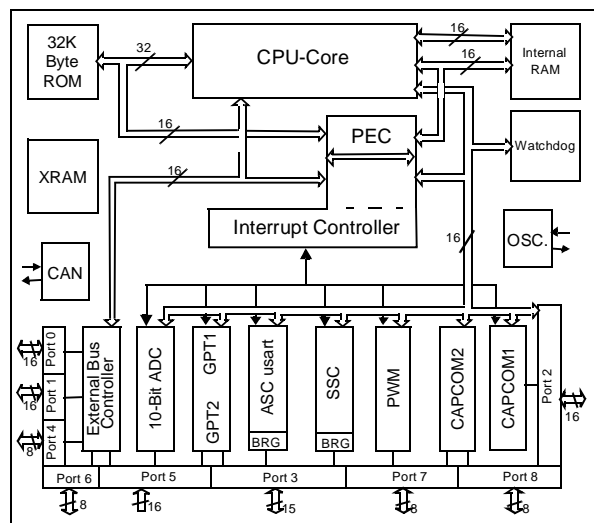 32K
Byte
ROM
32
CPU-Core
16
16
Internal
RAM
16
PEC
Watchdog
XRAM
16
Interrupt Controller
16
OSC.
CAN
Port 0
16
Port 1
16
Port 4
8
External Bus
Controller
10-Bit ADC
GPT1
GPT2
ASC usart
BRG
SSC
BRG
PWM
CAPCOM2
CAPCOM1
Port 2
16
Port 6
Port 5
Port 3
Port 7
Port 8
8
16
15
8
8